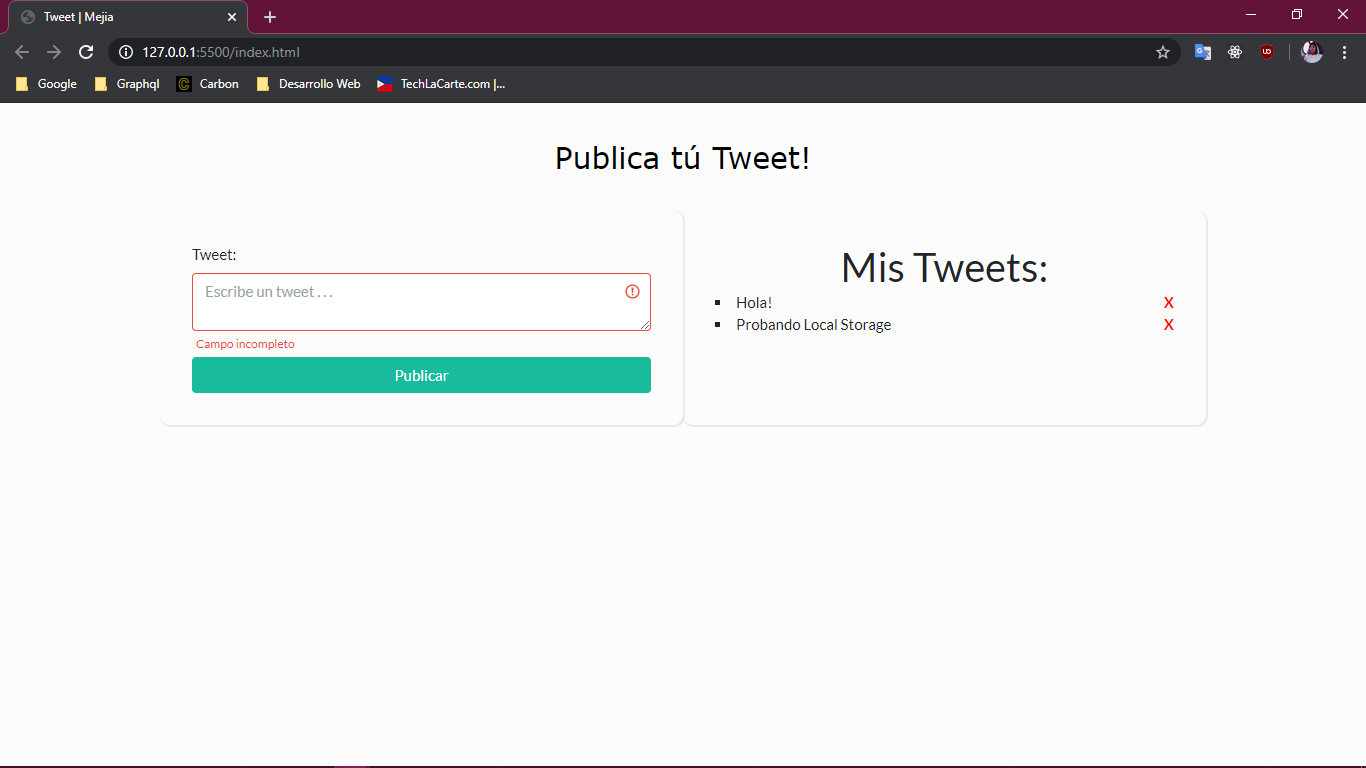 Tweet | Mejia
127.0.0.1:5500/index.html
Google Graphql Carbon Desarrollo Web TechLaCarte.com |...
Publica tú Tweet!
Tweet:
Escribe un tweet . . .
Campo incompleto
Publicar
Mis Tweets:
Hola! X
Probando Local Storage X